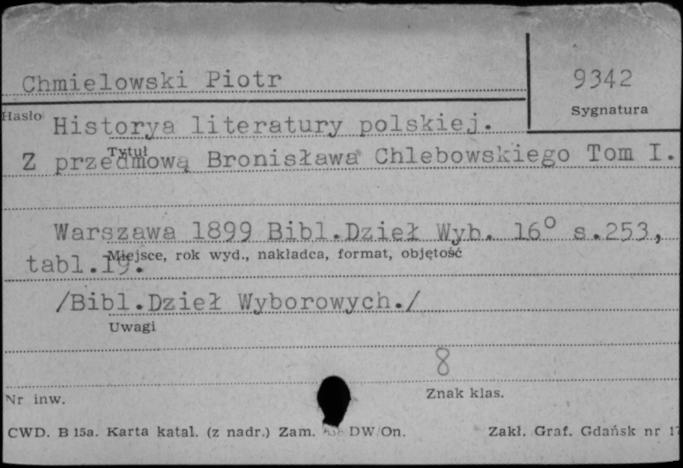 Chmielowski Piotr
9342
Hasło
Sygnatura
Historya literatury polskiej.
Tytuł
Z przedmową Bronisława Chlebowskiego Tom I.
Warszawa 1899 Bibl.Dzieł Wyb. 16° s.253,
Miejsce, rok wyd., nakładca, format, objętość
tabl.19.
/Bibl.Dzieł Wyborowych./
Uwagi
8
Nr inw.
Znak klas.
CWD. B 15a. Karta katal. (z nadr.) Zam. DW/On.
Zakł. Graf. Gdańsk nr